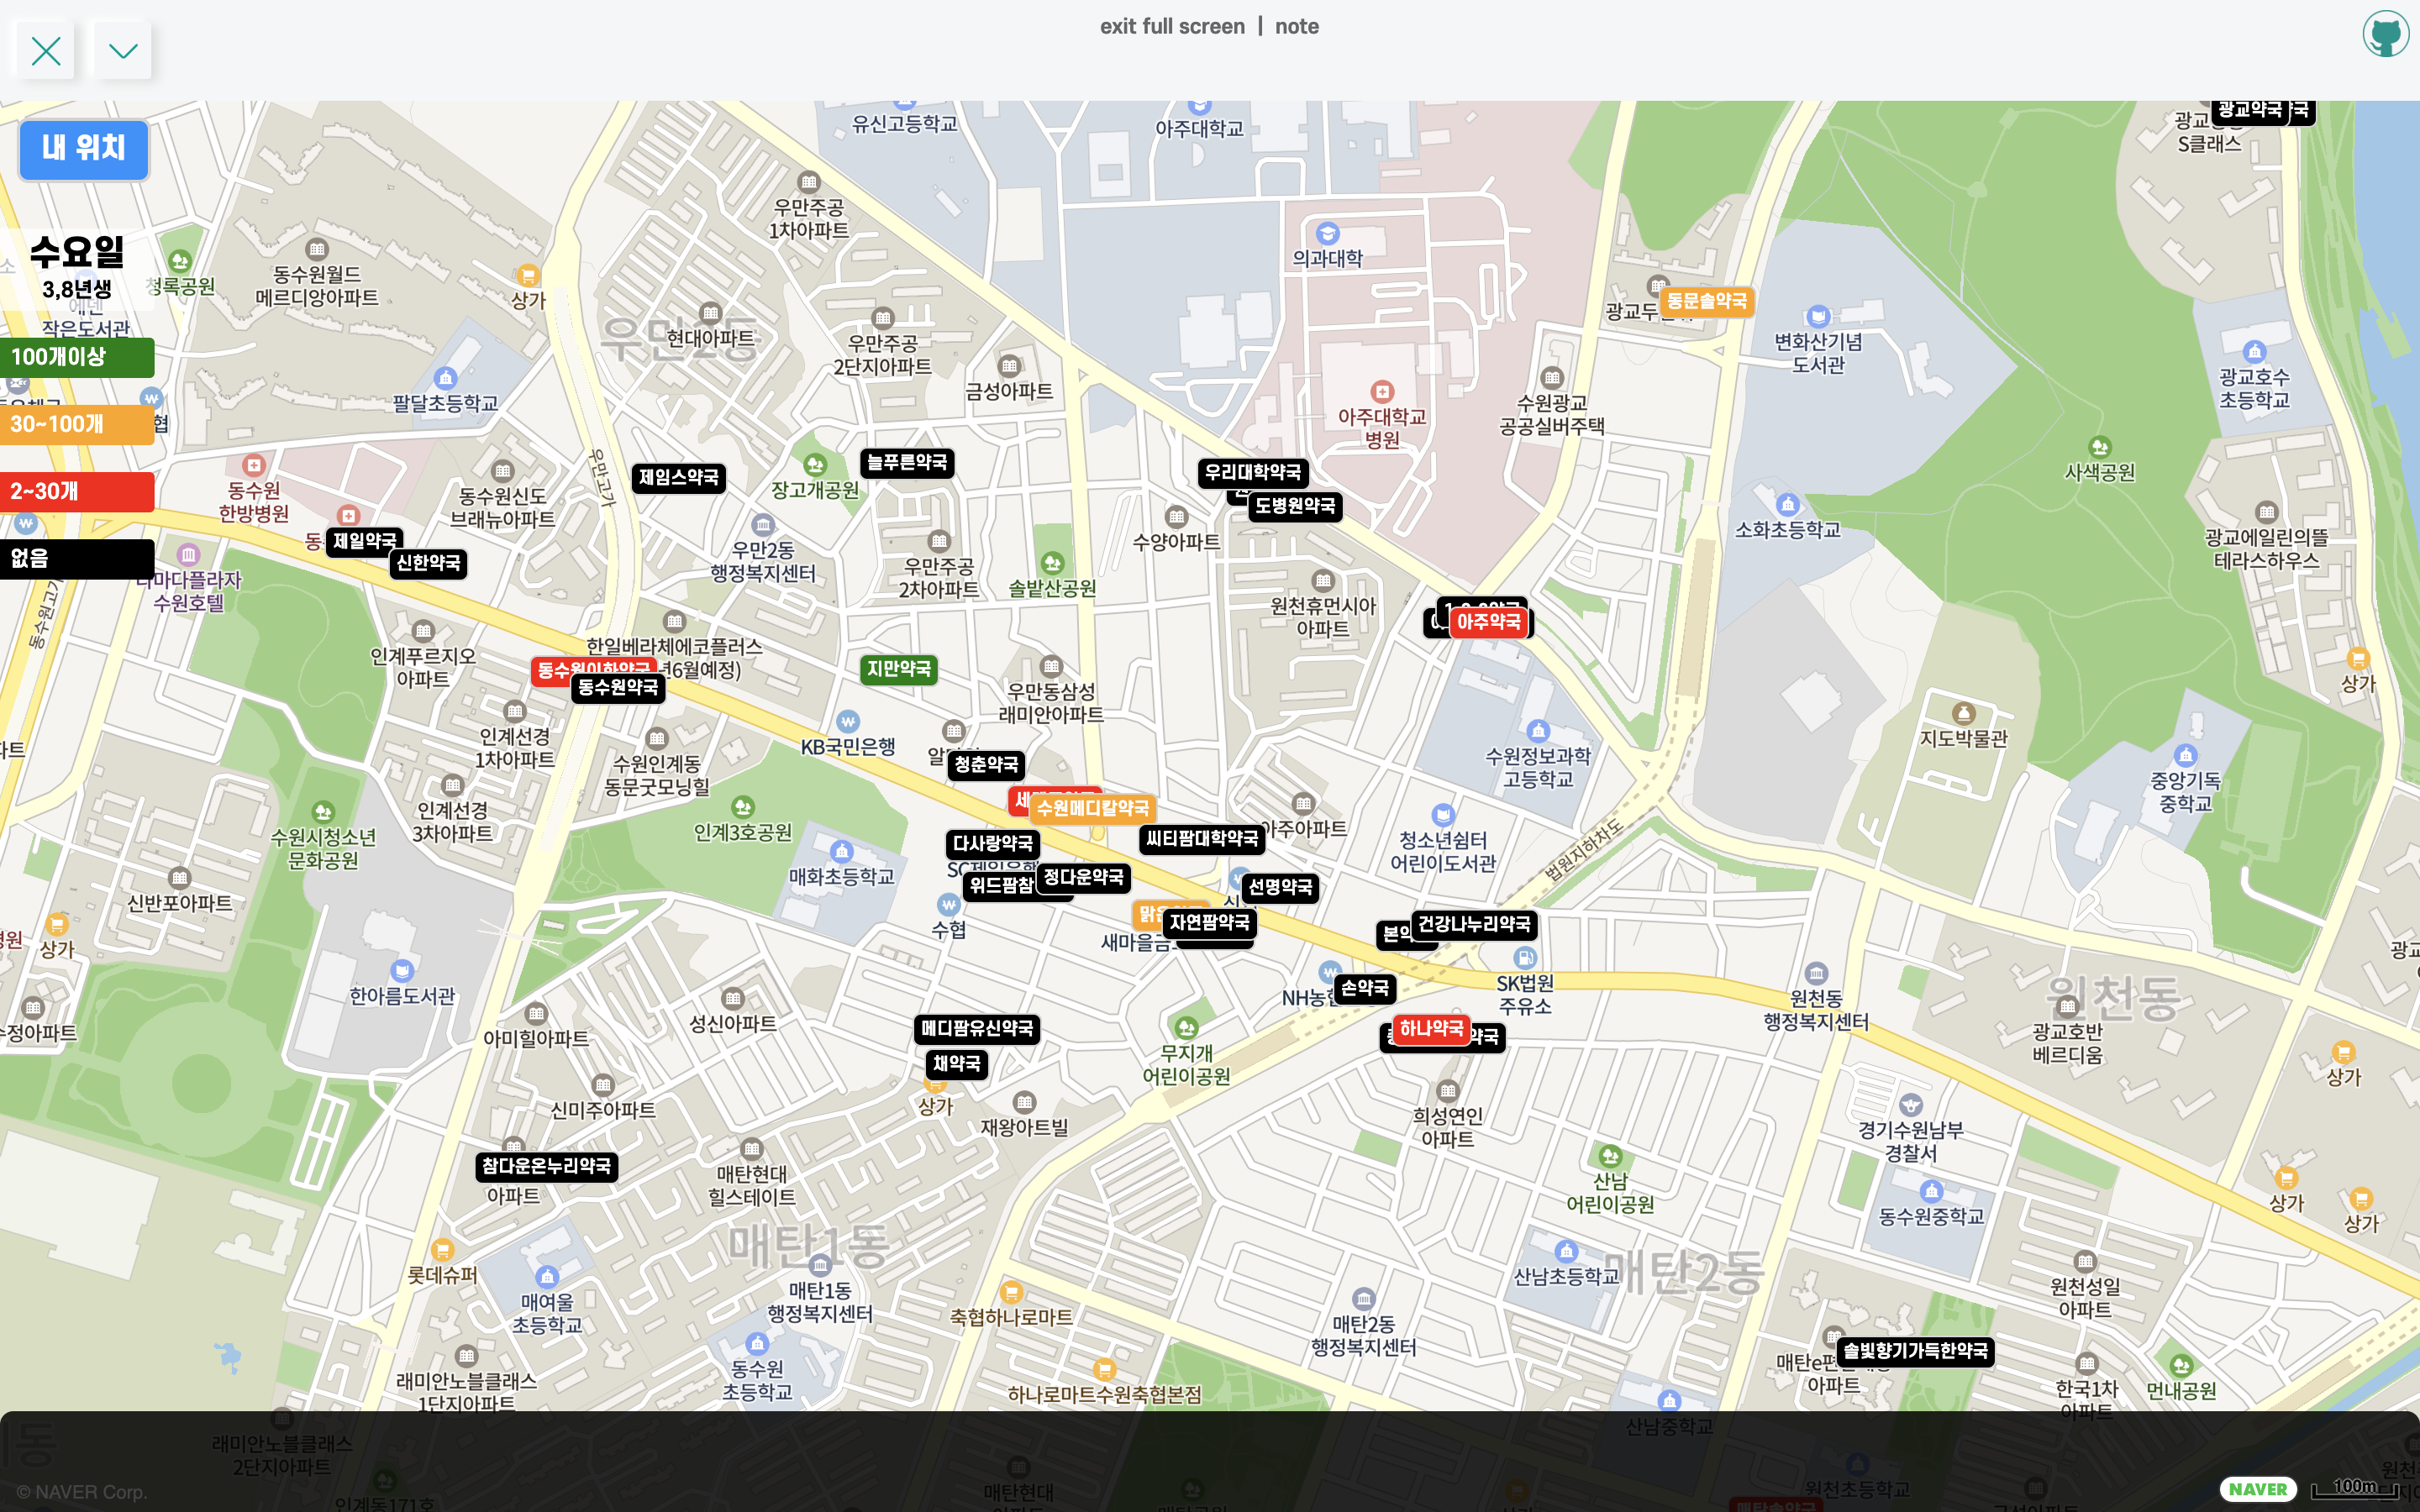 exit full screen | note
내 위치
수요일
3,8년생
100개이상
30~100개
2~30개
없음
유신고등학교
아주대학교
광교약국
S클래스
우만주공
1차아파트
의과대학
청록공원
동수원월드
메르디앙아파트
상가
작은도서관
우만2동
현대아파트
우만주공
2단지아파트
금성아파트
팔달초등학교
동문솔약국
변화산기념
도서관
광교호수
초등학교
아주대학교
병원
수원광교
공공실버주택
사색공원
우만고가
제임스약국
늘푸른약국
장고개공원
우리대학약국
도병원약국
동수원
한방병원
동수원신도
브래뉴아파트
제일약국
신한약국
우만2동
행정복지센터
우만주공
2차아파트
솔밭산공원
수양아파트
소화초등학교
광교에일린의뜰
테라스하우스
수원호텔
동수원고가
원천휴먼시아
아파트
아주약국
인계푸르지오
아파트
한일베라체에코플러스
동수원이화약국
동수원약국
지만약국
우만동삼성
래미안아파트
상가
인계선경
1차아파트
수원인계동
동문굿모닝힐
KB국민은행
청춘약국
수원정보과학
고등학교
지도박물관
중앙기독
중학교
인계선경
3차아파트
인계3호공원
수원메디칼약국
다사랑약국
씨티팜대학약국
아주아파트
청소년쉼터
어린이도서관
법원지하차도
수원시청소년
문화공원
신반포아파트
매화초등학교
위드팜참
정다운약국
선명약국
수협
자연팜약국
본약
건강나누리약국
상가
한아름도서관
손약국
SK법원
주유소
원천동
행정복지센터
원천동
광교호반
베르디움
아미힐아파트
성신아파트
메디팜유신약국
채약국
상가
무지개
어린이공원
하나약국
상가
신미주아파트
재왕아트빌
희성연인
아파트
경기수원남부
경찰서
참다운온누리약국
아파트
매탄현대
힐스테이트
산남
어린이공원
동수원중학교
상가
상가
매탄1동
매탄2동
롯데슈퍼
매여울
초등학교
매탄1동
행정복지센터
축협하나로마트
매탄2동
행정복지센터
산남초등학교
원천성일
아파트
래미안노블클래스
1단지아파트
동수원
초등학교
하나로마트수원축협본점
솔빛향기가득한약국
아파트
한국1차
아파트
먼내공원
산남중학교
래미안노블클래스
2단지아파트
매탄현대
원천초등학교
인계동171호
© NAVER Corp.
NAVER
100m